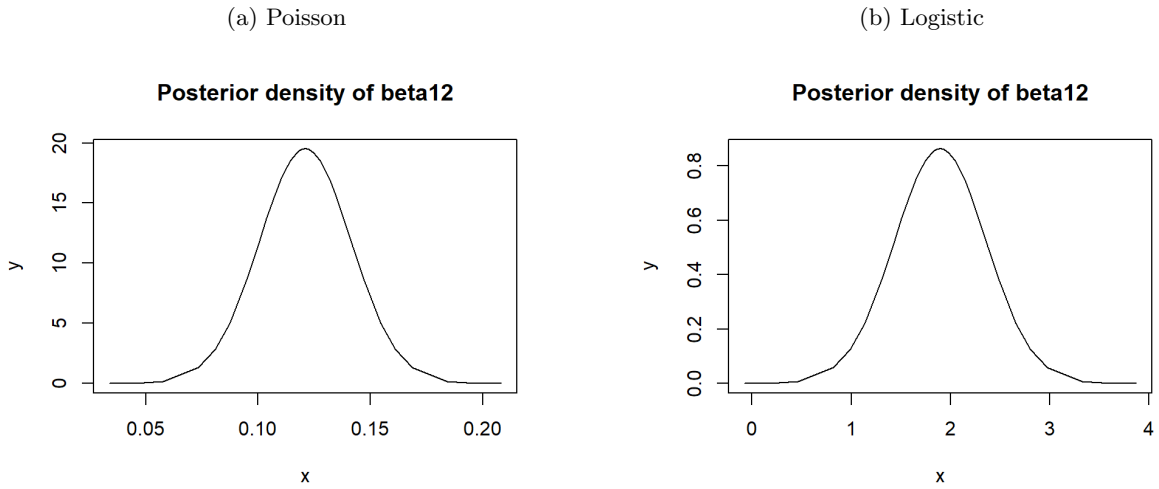 (a) Poisson
Posterior density of beta12
y
20
15
10
5
0
0.05 0.10 0.15 0.20
x
(b) Logistic
Posterior density of beta12
y
0.8
0.6
0.4
0.2
0.0
0 1 2 3 4
x